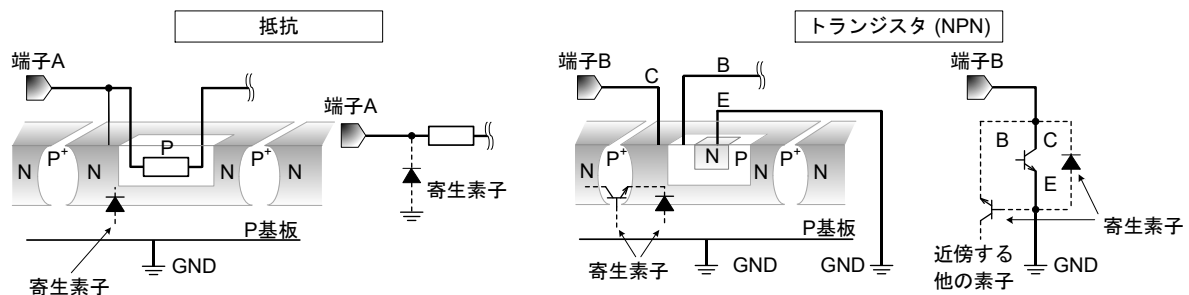 抵抗
トランジスタ (NPN)
端子A
端子A
P
N
P+
N
N
P+
N
寄生素子
P基板
寄生素子
GND
端子B
C
B
E
N
P+
N
N
P
N
P+
N
P基板
寄生素子
GND
GND
端子B
B
C
E
寄生素子
近傍する
他の素子